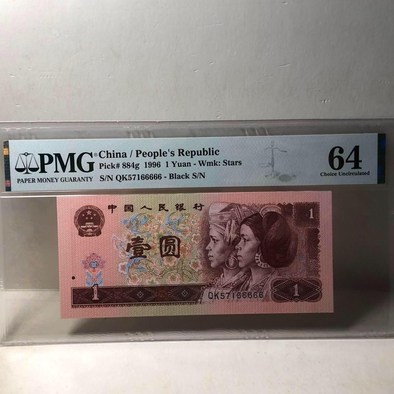 PMG
PAPER MONEY GUARANTY
China / People's Republic
Pick# 884g 1996 1 Yuan - Wmk: Stars
S/N QK57166666 - Black S/N
64
Choice Uncirculated
中国人民银行
1
壹圆
QK57166666
1
1